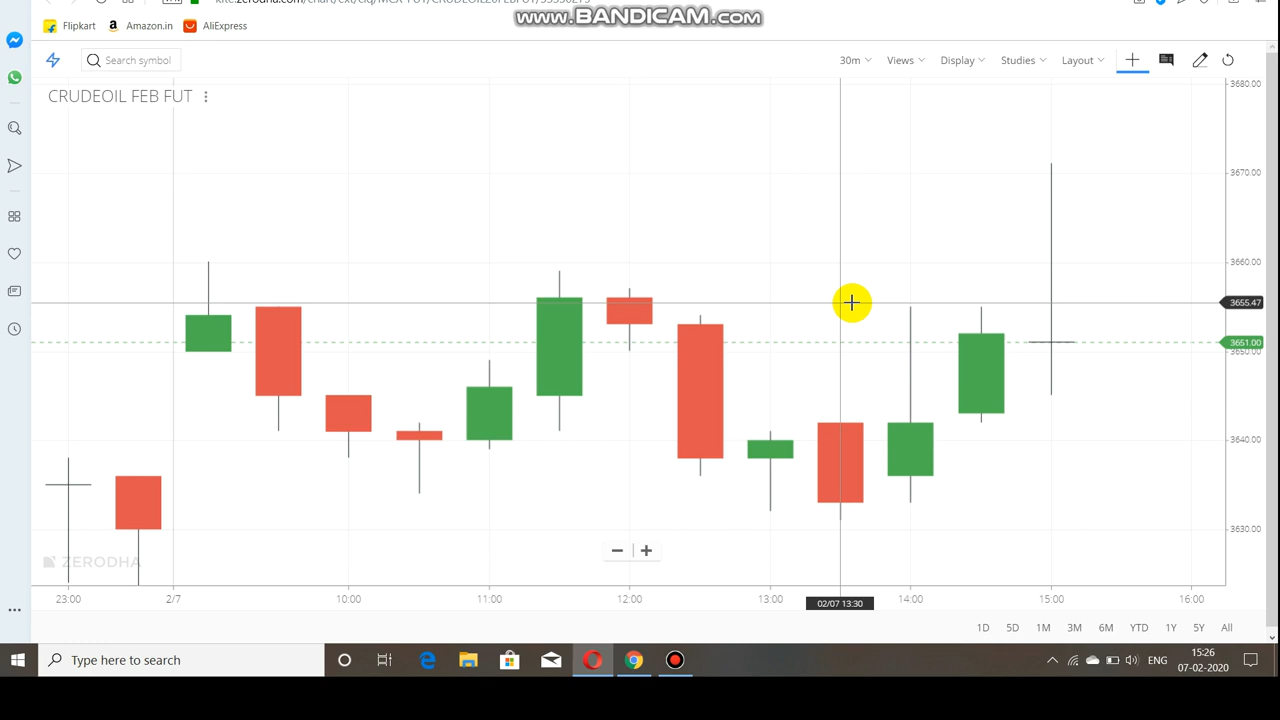 www.BANDICAM.com
Flipkart
Amazon.in
AliExpress
Search symbol
30m
Views
Display
Studies
Layout
CRUDEOIL FEB FUT
3680.00
3670.00
3660.00
3655.47
3651.00
3650.00
3640.00
3630.00
ZERODHA
23:00
2/7
10:00
11:00
12:00
13:00
02/07 13:30
14:00
15:00
16:00
1D
5D
1M
3M
6M
YTD
1Y
5Y
All
Type here to search
ENG
15:26
07-02-2020